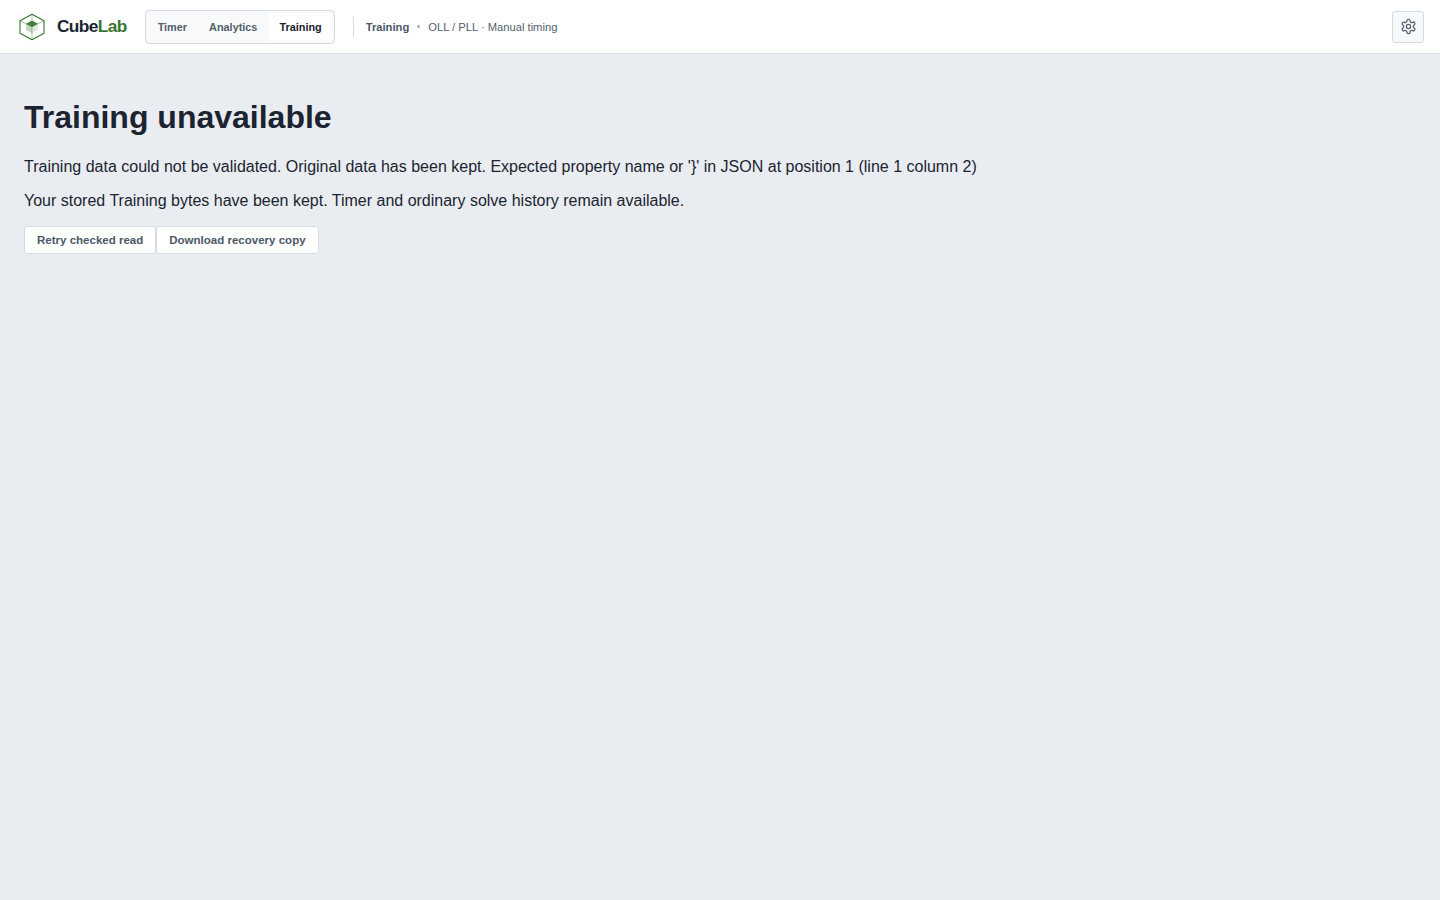 CubeLab
Timer Analytics Training
Training • OLL / PLL · Manual timing
Training unavailable
Training data could not be validated. Original data has been kept. Expected property name or '}' in JSON at position 1 (line 1 column 2)
Your stored Training bytes have been kept. Timer and ordinary solve history remain available.
Retry checked read Download recovery copy